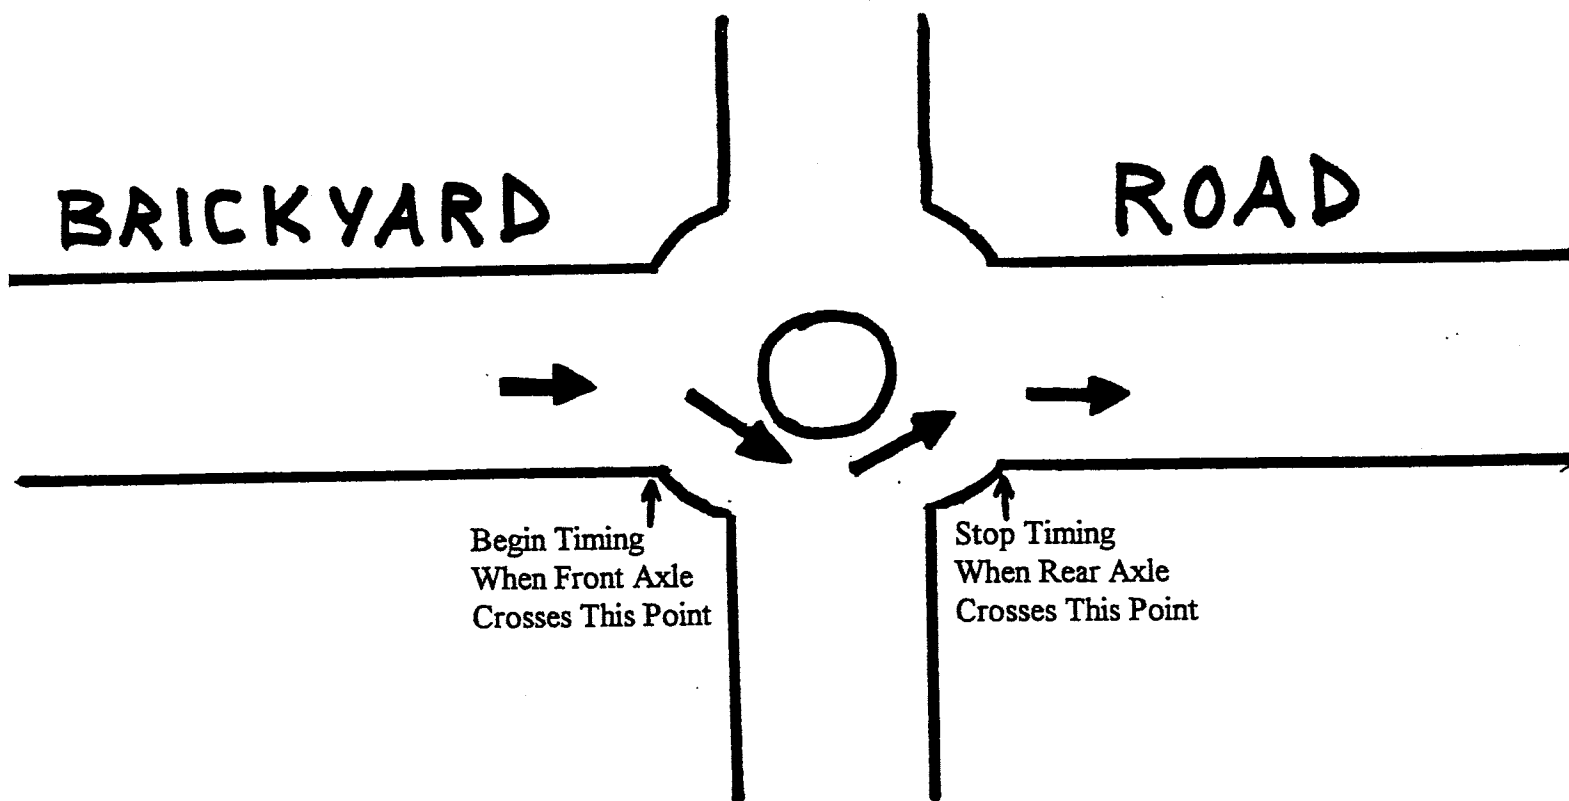 BRICKYARD ROAD
Begin Timing
When Front Axle
Crosses This Point
Stop Timing
When Rear Axle
Crosses This Point